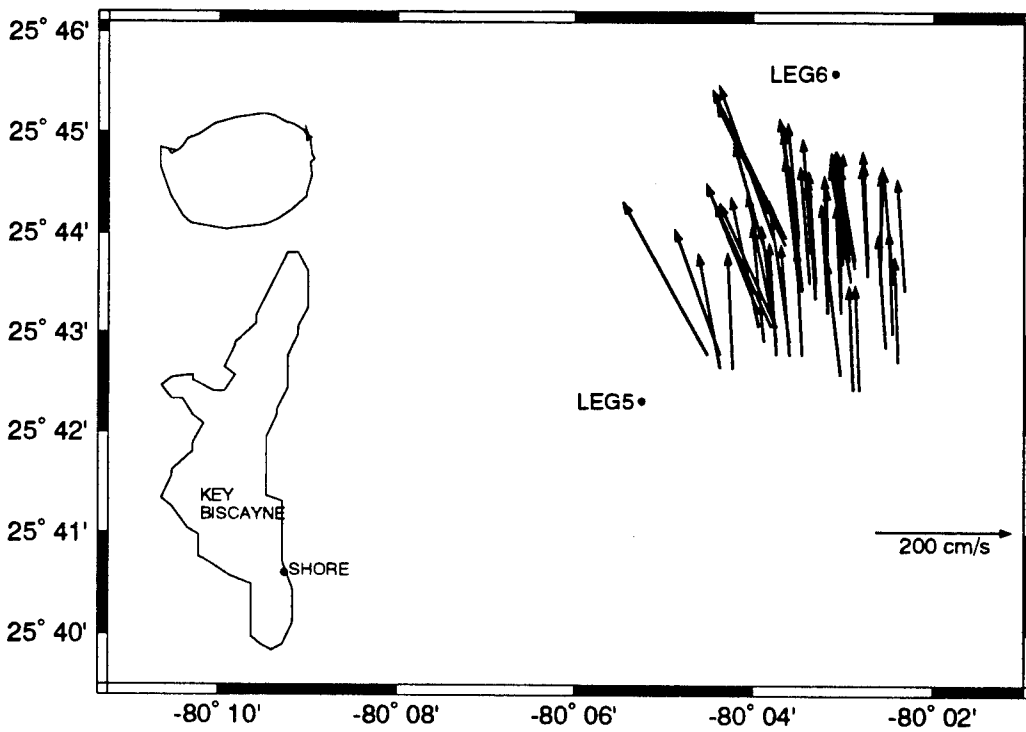 25° 46'
LEG6
25° 45'
25° 44'
25° 43'
LEG5
25° 42'
KEY
BISCAYNE
25° 41'
200 cm/s
SHORE
25° 40'
-80° 10'
-80° 08'
-80° 06'
-80° 04'
-80° 02'